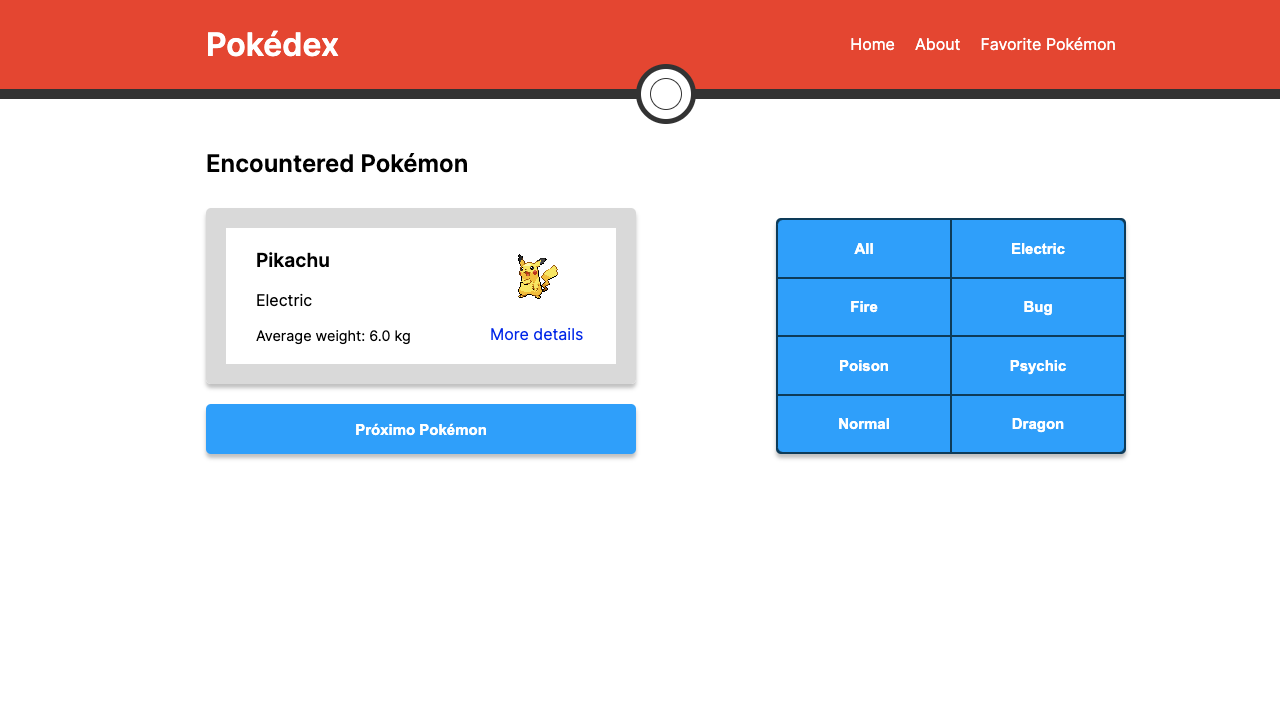 Pokédex
Home About Favorite Pokémon
Encountered Pokémon
Pikachu
Electric
Average weight: 6.0 kg
More details
Próximo Pokémon
All Electric
Fire Bug
Poison Psychic
Normal Dragon